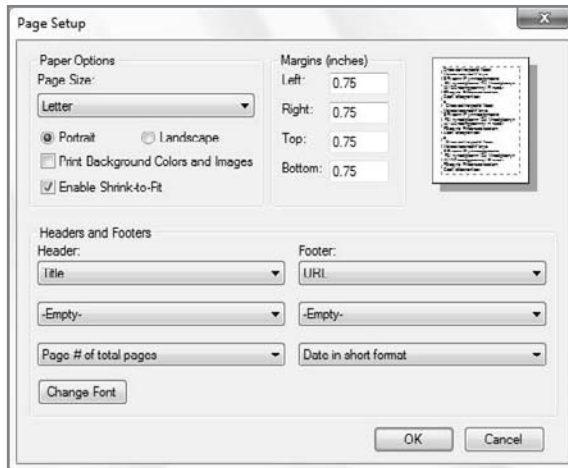 Page Setup
Paper Options
Page Size:
Letter
Portrait Landscape
Print Background Colors and Images
Enable Shrink-to-Fit
Margins (inches)
Left: 0.75
Right: 0.75
Top: 0.75
Bottom: 0.75
Headers and Footers
Header: Footer:
Title URL
-Empty- -Empty-
Page # of total pages Date in short format
Change Font
OK Cancel